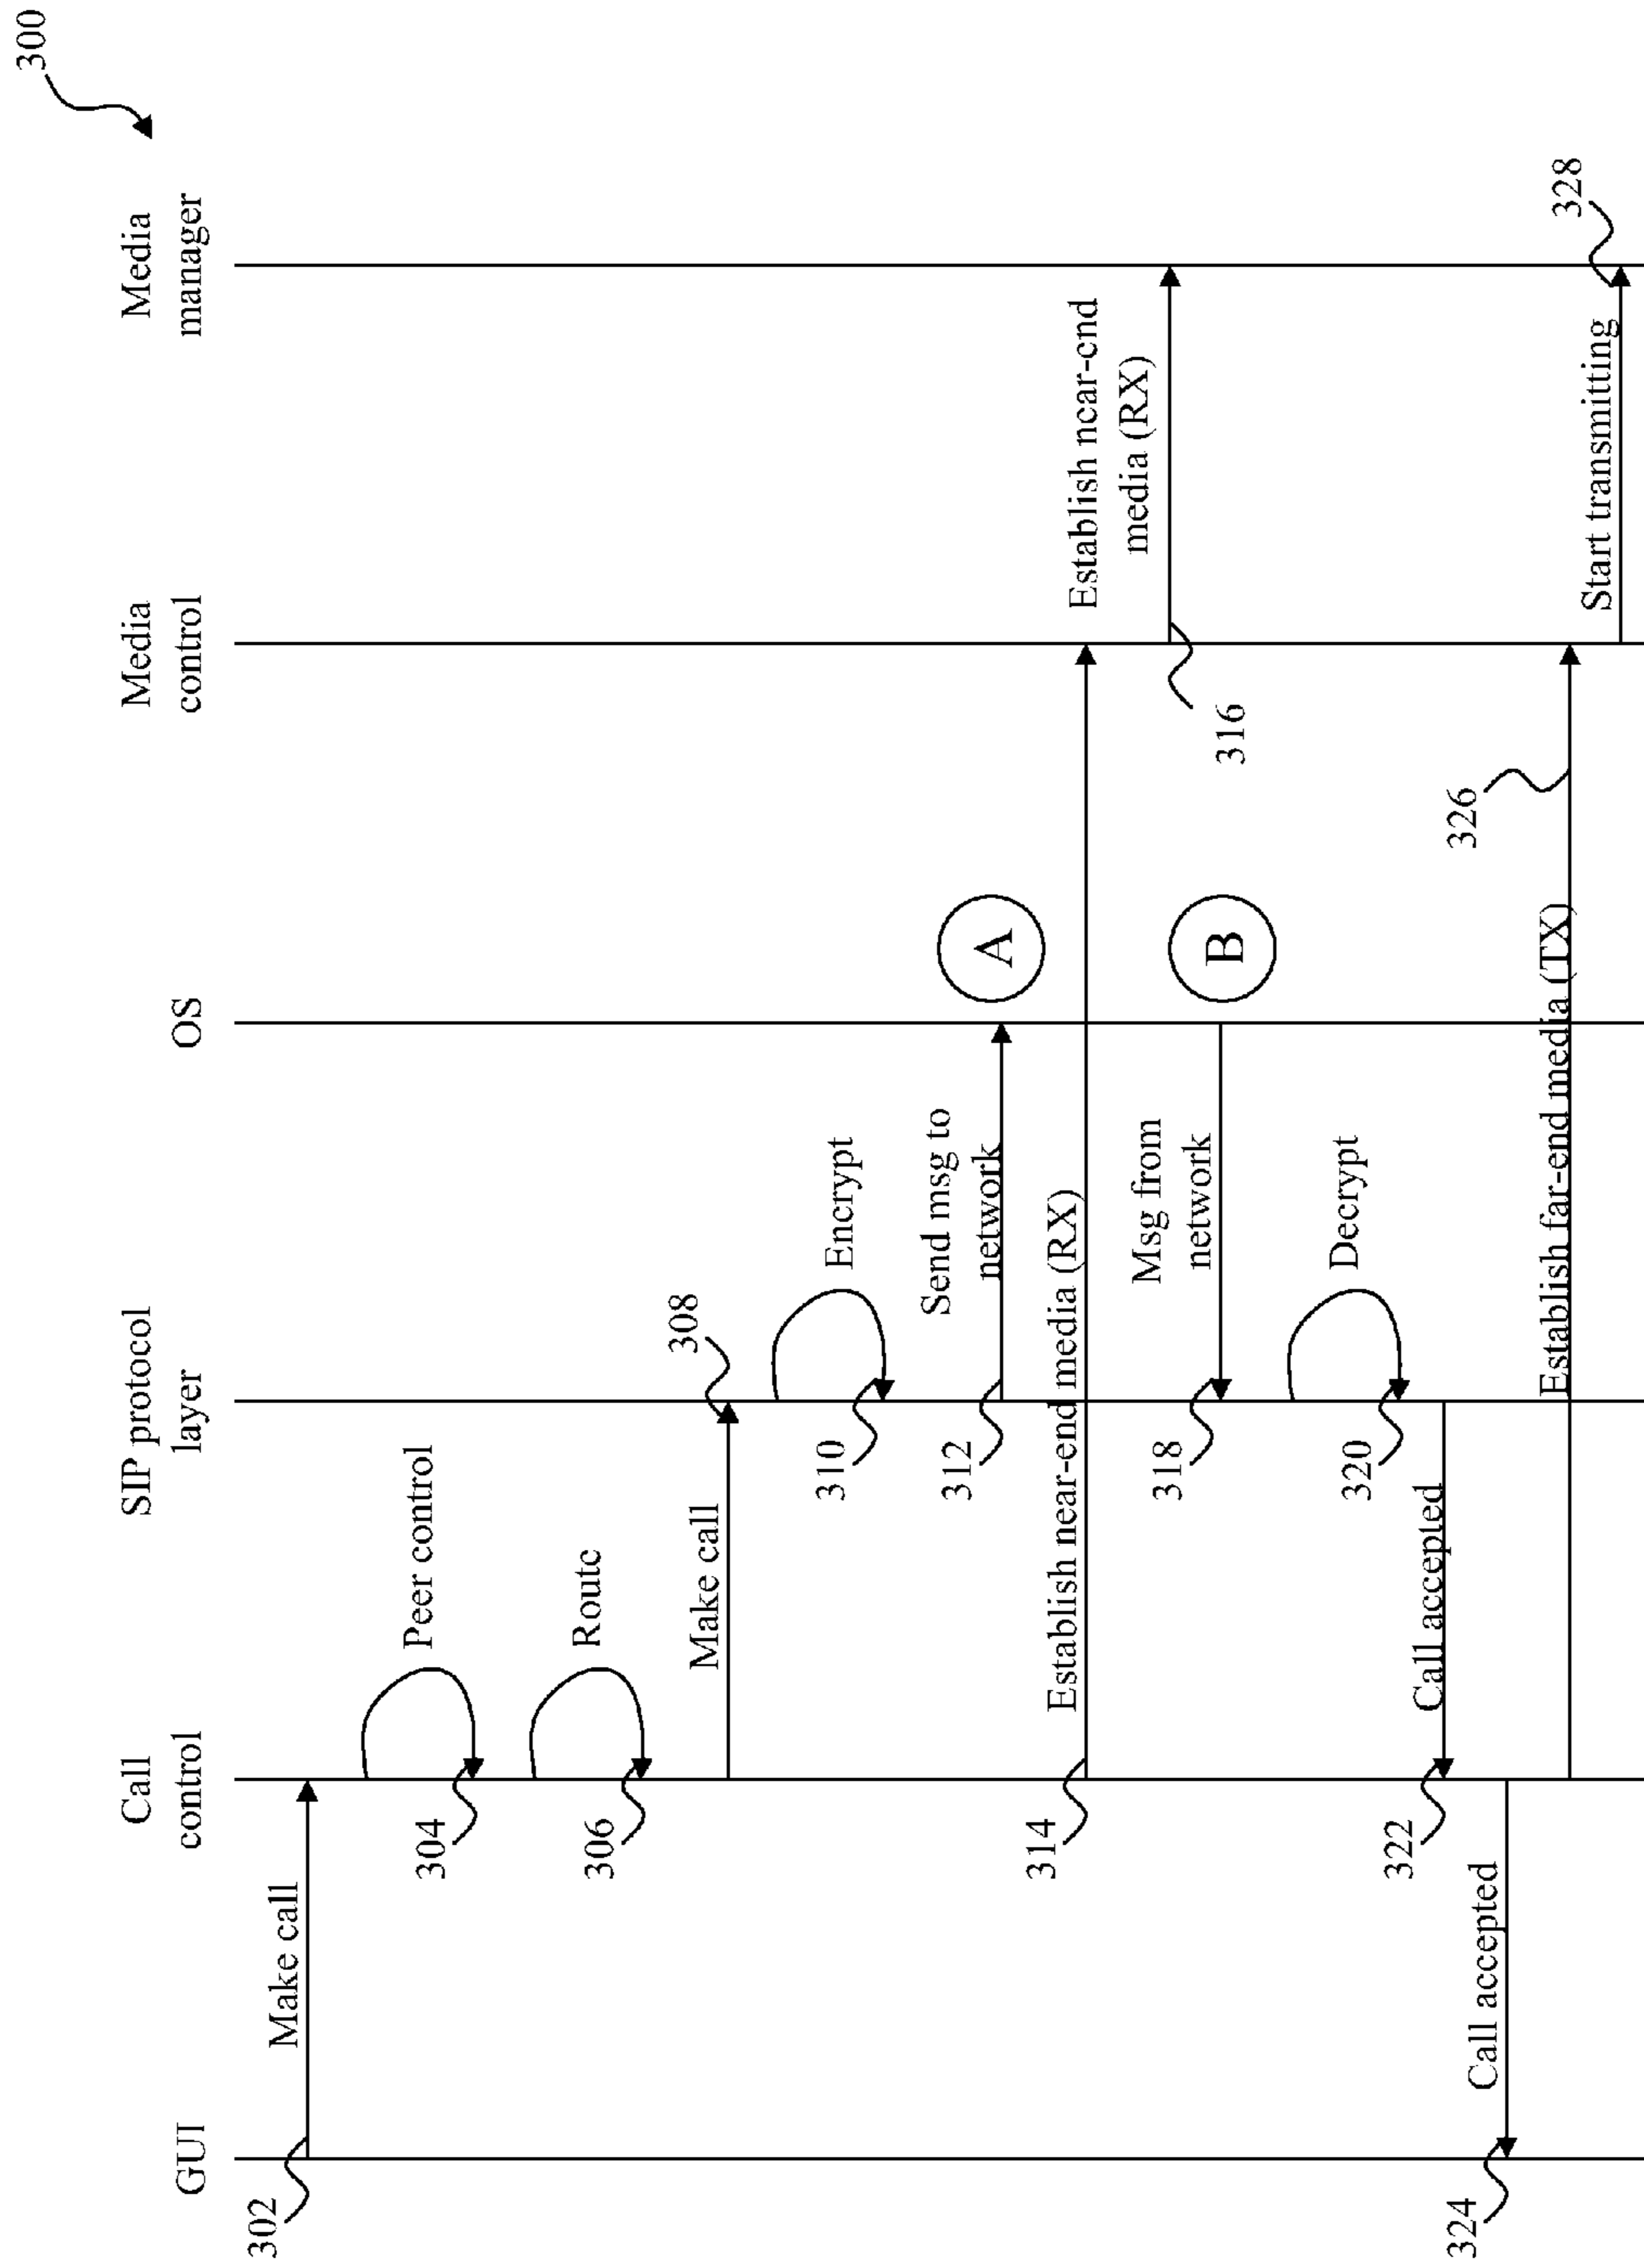 300
GUI
Call
control
SIP protocol
layer
OS
Media
control
Media
manager
302
Make call
Peer control
304
Route
306
Make call
308
Encrypt
310
Send msg to
network
312
A
Establish near-end media (RX)
314
Establish near-end
media (RX)
316
Msg from
network
318
B
Decrypt
320
Call accepted
322
Call accepted
324
Establish far-end media (TX)
326
Start transmitting
328